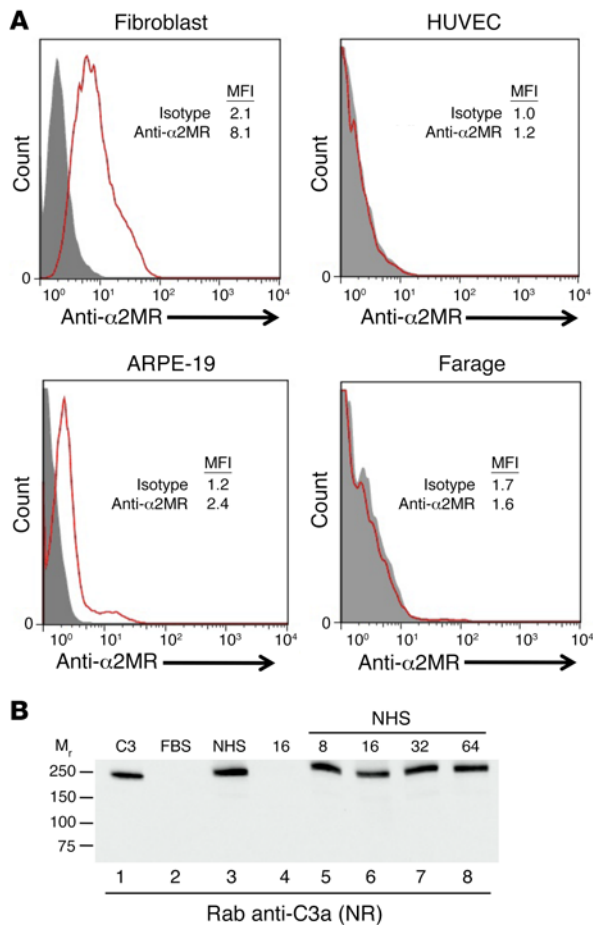 A
Fibroblast
HUVEC
MFI
Isotype 2.1
Anti-α2MR 8.1
Count
0
10⁰ 10¹ 10² 10³ 10⁴
Anti-α2MR
MFI
Isotype 1.0
Anti-α2MR 1.2
Count
0
10⁰ 10¹ 10² 10³ 10⁴
Anti-α2MR
ARPE-19
Farage
MFI
Isotype 1.2
Anti-α2MR 2.4
Count
0
10⁰ 10¹ 10² 10³ 10⁴
Anti-α2MR
MFI
Isotype 1.7
Anti-α2MR 1.6
Count
0
10⁰ 10¹ 10² 10³ 10⁴
Anti-α2MR
B
NHS
Mr C3 FBS NHS 16 8 16 32 64
250
150
100
75
1 2 3 4 5 6 7 8
Rab anti-C3a (NR)